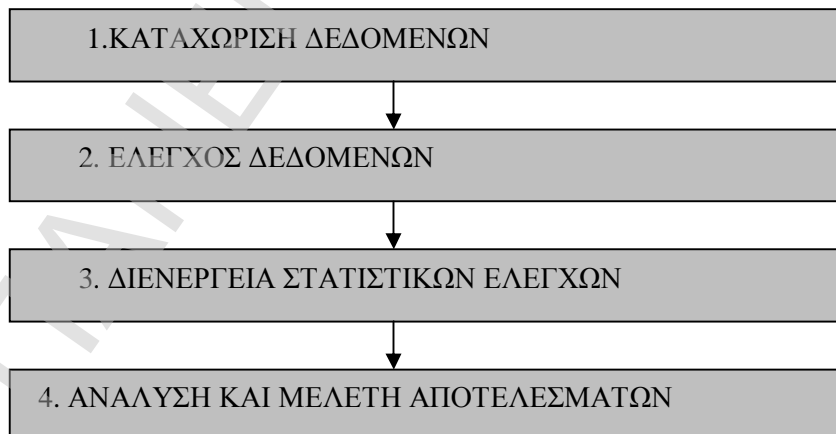 1.ΚΑΤΑΧΩΡΙΣΗ ΔΕΔΟΜΕΝΩΝ
2. ΕΛΕΓΧΟΣ ΔΕΔΟΜΕΝΩΝ
3. ΔΙΕΝΕΡΓΕΙΑ ΣΤΑΤΙΣΤΙΚΩΝ ΕΛΕΓΧΩΝ
4. ΑΝΑΛΥΣΗ ΚΑΙ ΜΕΛΕΤΗ ΑΠΟΤΕΛΕΣΜΑΤΩΝ